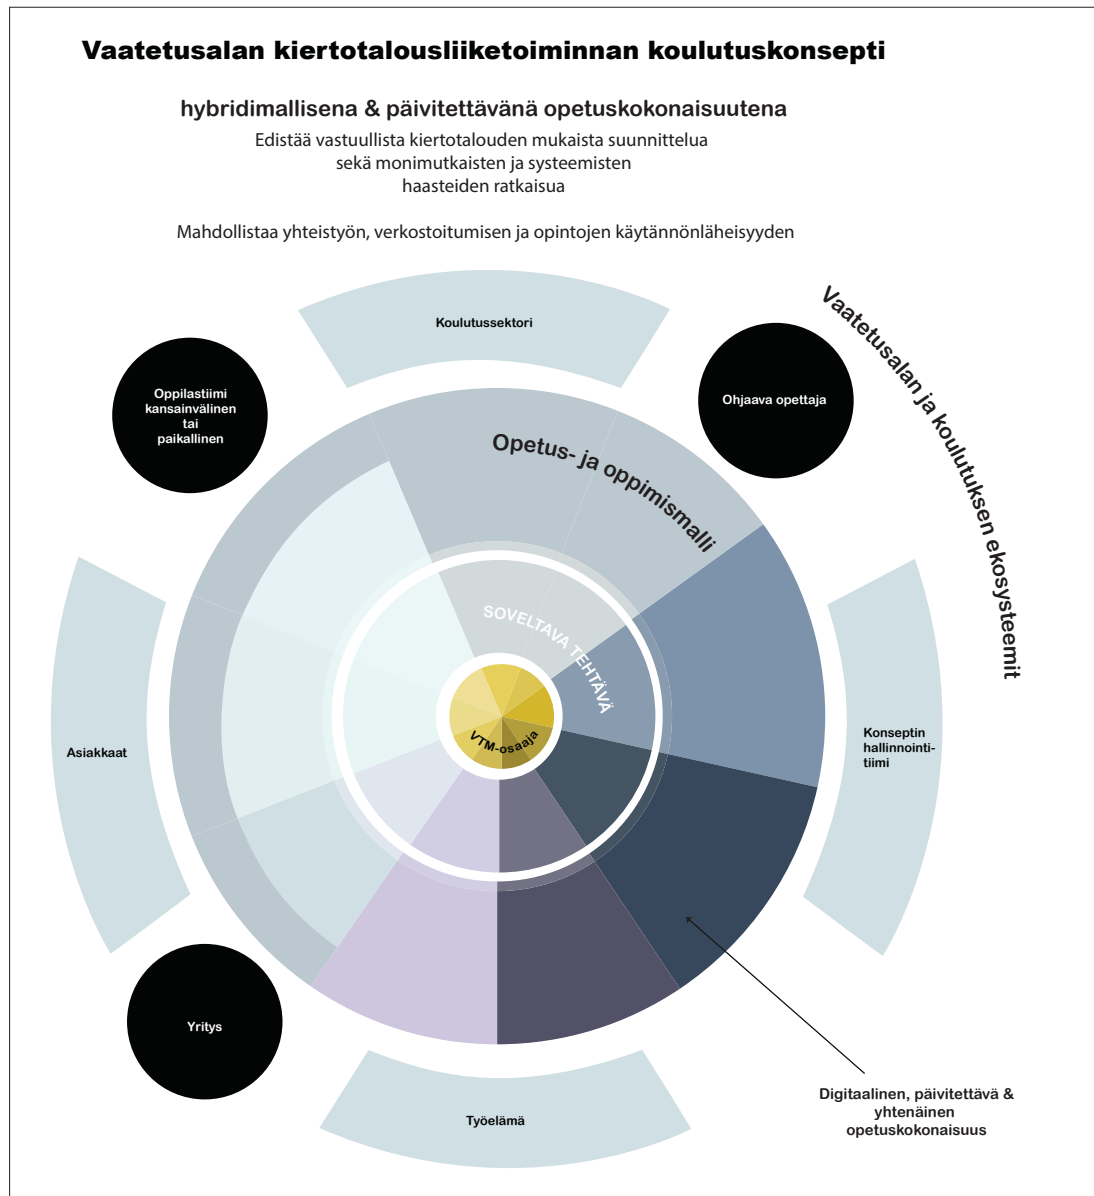 Vaatetusalan kiertotalousliiketoiminnan koulutuskonsepti
hybridimallisena & päivitettävänä opetuskokonaisuutena
Edistää vastuullista kiertotalouden mukaista suunnittelua
sekä monimutkaisten ja systeemisten
haasteiden ratkaisua
Mahdollistaa yhteistyön, verkostoitumisen ja opintojen käytännönläheisyyden
Vaatetusalan ja koulutuksen ekosysteemit
Koulutussektori
Oppilastiimi
kansainvälinen
tai
paikallinen
Ohjaava opettaja
Opetus- ja oppimismalli
SOVELTAVA TEHTÄVÄ
VTM-osaaja
Asiakkaat
Konseptin
hallinnointi-
tiimi
Yritys
Työelämä
Digitaalinen, päivitettävä &
yhtenäinen
opetuskokonaisuus